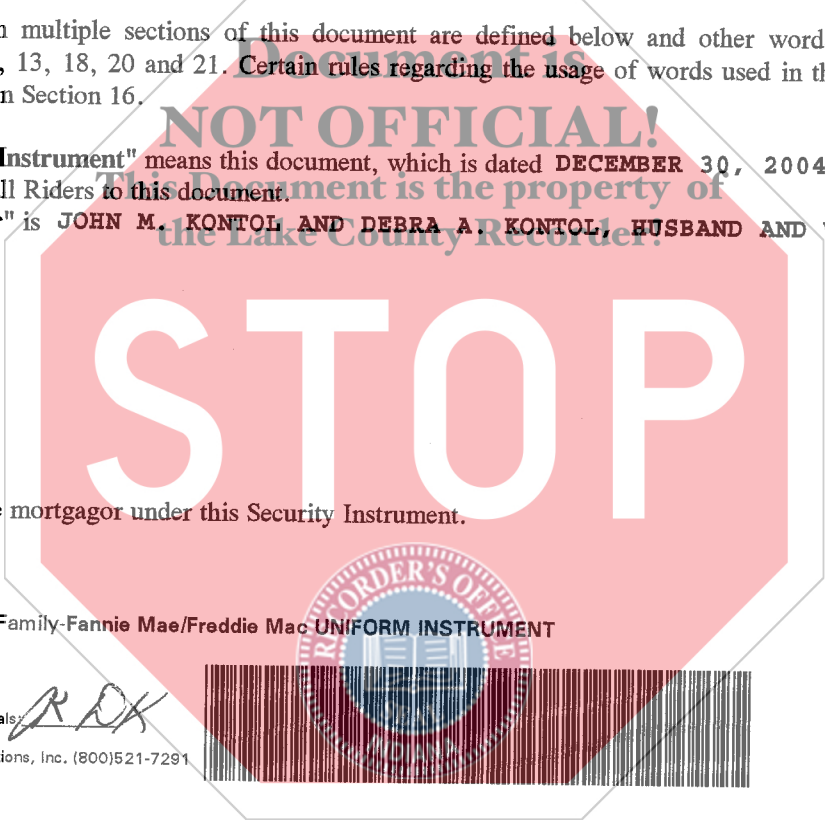 multiple sections of this document are defined below and other word
, 13, 18, 20 and 21. Certain rules regarding the usage of words used in th
n Section 16.
Document is
NOT OFFICIAL!
Instrument" means this document, which is dated DECEMBER 30, 2004
This Document is the property of
ll Riders to this document.
" is JOHN M. KONTOL AND DEBRA A. KONTOL, HUSBAND AND
the Lake County Recorder!
STOP
mortgagor under this Security Instrument.
RECORDER'S OFFICE
Family-Fannie Mae/Freddie Mac UNIFORM INSTRUMENT
SEAL
INDIANA
als: DK
ions, Inc. (800)521-7291